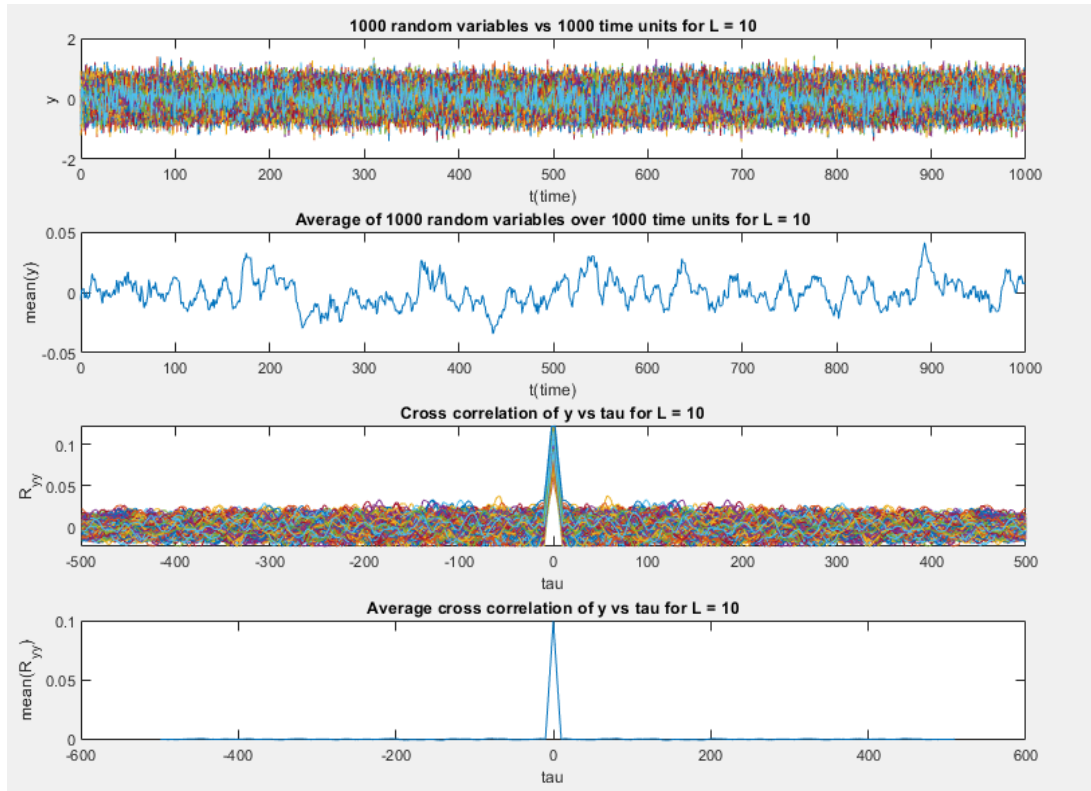 1000 random variables vs 1000 time units for L = 10
2
0
-2
y
0 100 200 300 400 500 600 700 800 900 1000
t(time)
Average of 1000 random variables over 1000 time units for L = 10
0.05
0
-0.05
mean(y)
0 100 200 300 400 500 600 700 800 900 1000
t(time)
Cross correlation of y vs tau for L = 10
0.1
0.05
0
R_yy
-500 -400 -300 -200 -100 0 100 200 300 400 500
tau
Average cross correlation of y vs tau for L = 10
0.1
0.05
0
mean(R_yy)
-600 -400 -200 0 200 400 600
tau